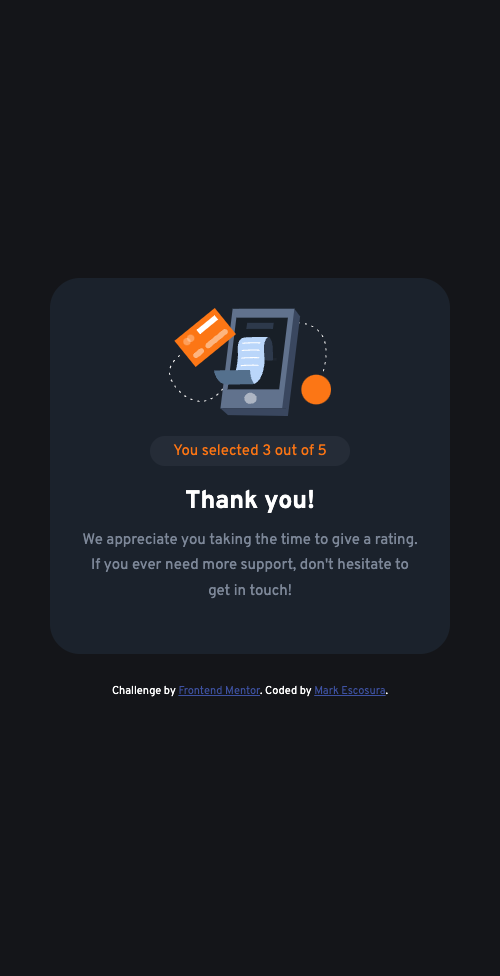 You selected 3 out of 5
Thank you!
We appreciate you taking the time to give a rating.
If you ever need more support, don't hesitate to
get in touch!
Challenge by Frontend Mentor. Coded by Mark Escosura.